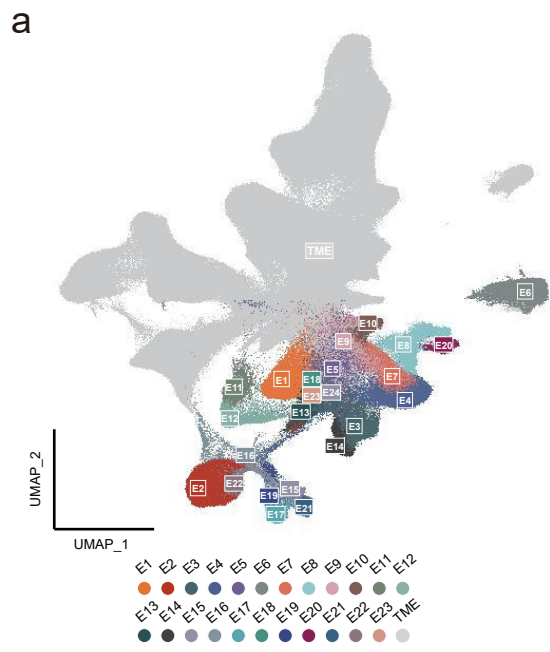 a
TME
E6
E10
E9
E8
E20
E5
E7
E1
E18
E11
E24
E23
E4
E13
E12
E3
E14
E16
E2
E22
E15
E19
E21
E17
UMAP_2
UMAP_1
E1 E2 E3 E4 E5 E6 E7 E8 E9 E10 E11 E12
E13 E14 E15 E16 E17 E18 E19 E20 E21 E22 E23 TME